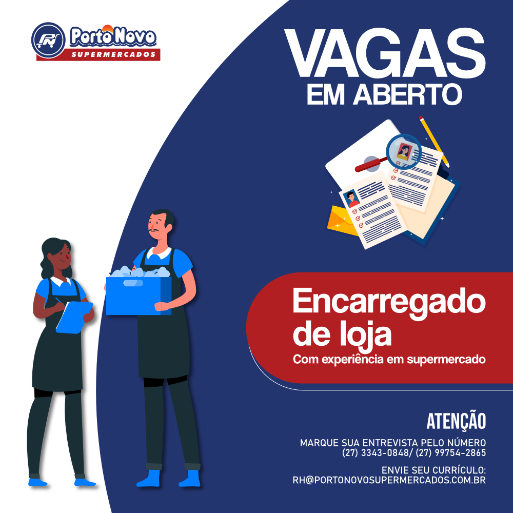 Porto Novo
SUPERMERCADOS
VAGAS
EM ABERTO
Encarregado
de loja
Com experiência em supermercado
ATENÇÃO
MARQUE SUA ENTREVISTA PELO NÚMERO
(27) 3343-0848/ (27) 99754-2865
ENVIE SEU CURRÍCULO:
RH@PORTONOVOSUPERMERCADOS.COM.BR